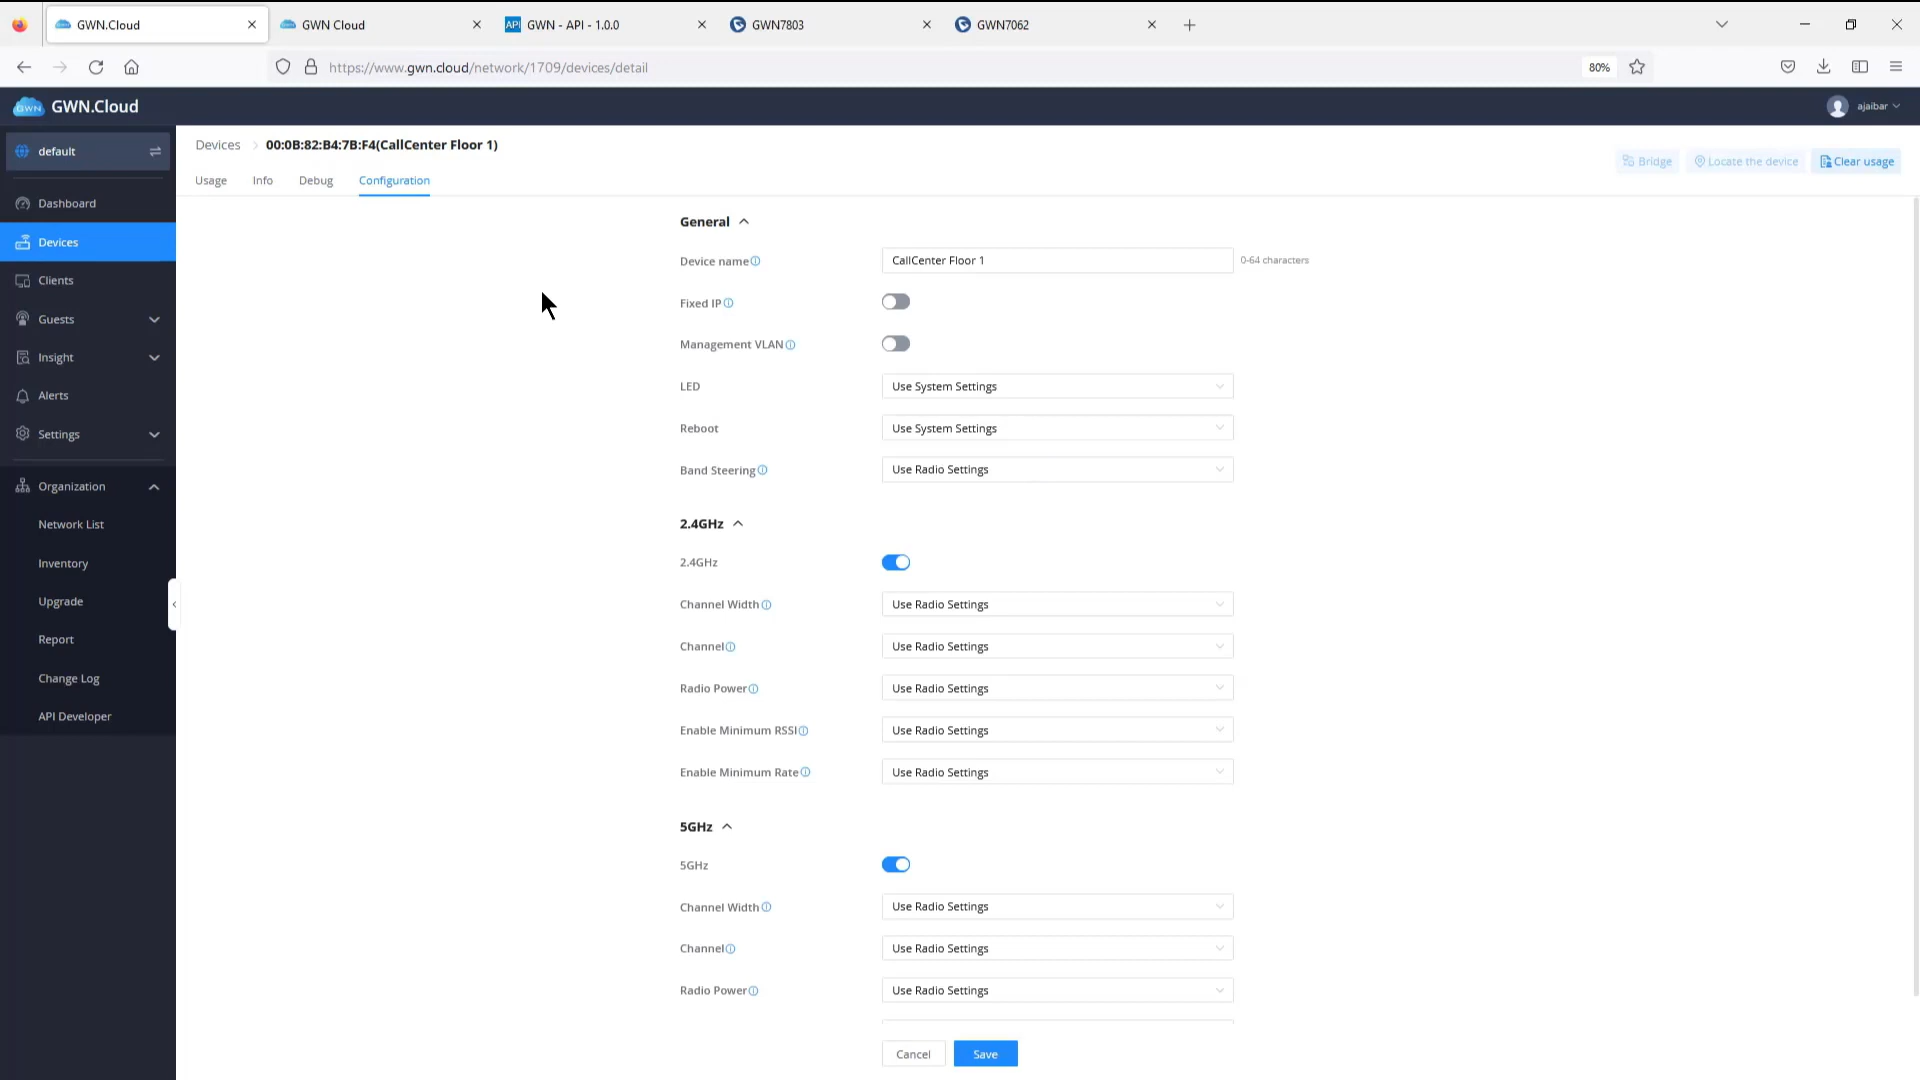 GWN.Cloud
GWN Cloud
API GWN - API - 1.0.0
GWN7803
GWN7062
https://www.gwn.cloud/network/1709/devices/detail
80%
GWN GWN.Cloud
ajaibar
default
Devices 00:0B:82:B4:7B:F4(CallCenter Floor 1)
Bridge
Locate the device
Clear usage
Usage
Info
Debug
Configuration
Dashboard
Devices
Clients
Guests
Insight
Alerts
Settings
Organization
Network List
Inventory
Upgrade
Report
Change Log
API Developer
General
Device name CallCenter Floor 1 0-64 characters
Fixed IP
Management VLAN
LED Use System Settings
Reboot Use System Settings
Band Steering Use Radio Settings
2.4GHz
2.4GHz
Channel Width Use Radio Settings
Channel Use Radio Settings
Radio Power Use Radio Settings
Enable Minimum RSSI Use Radio Settings
Enable Minimum Rate Use Radio Settings
5GHz
5GHz
Channel Width Use Radio Settings
Channel Use Radio Settings
Radio Power Use Radio Settings
Cancel
Save